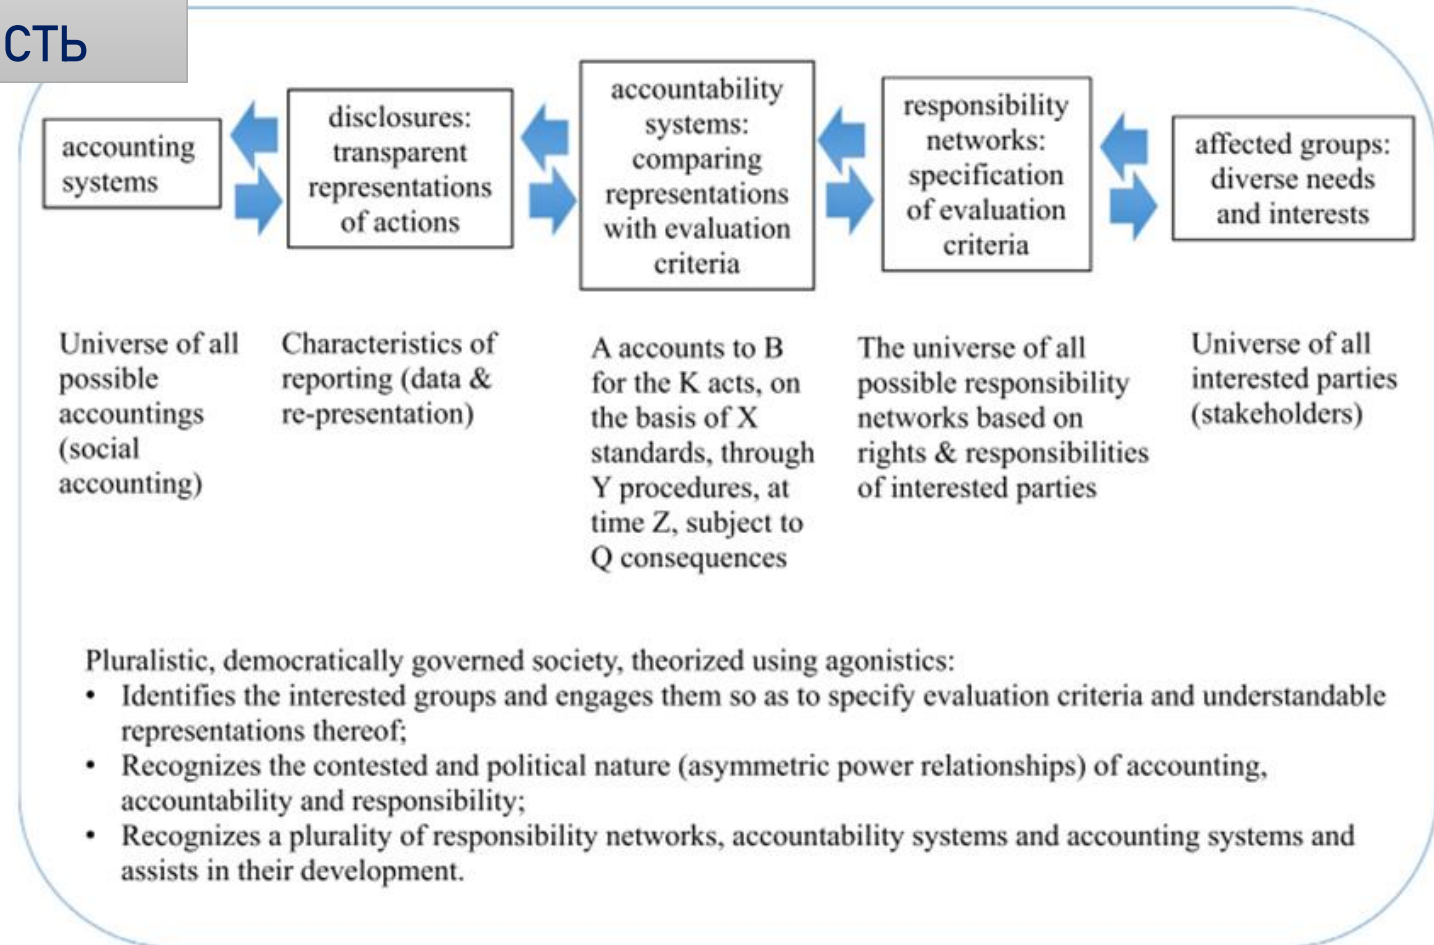 СТЬ
accounting
systems
disclosures:
transparent
representations
of actions
accountability
systems:
comparing
representations
with evaluation
criteria
responsibility
networks:
specification
of evaluation
criteria
affected groups:
diverse needs
and interests
Universe of all
possible
accountings
(social
accounting)
Characteristics of
reporting (data &
re-presentation)
A accounts to B
for the K acts, on
the basis of X
standards, through
Y procedures, at
time Z, subject to
Q consequences
The universe of all
possible responsibility
networks based on
rights & responsibilities
of interested parties
Universe of all
interested parties
(stakeholders)
Pluralistic, democratically governed society, theorized using agonistics:
• Identifies the interested groups and engages them so as to specify evaluation criteria and understandable
representations thereof;
• Recognizes the contested and political nature (asymmetric power relationships) of accounting,
accountability and responsibility;
• Recognizes a plurality of responsibility networks, accountability systems and accounting systems and
assists in their development.